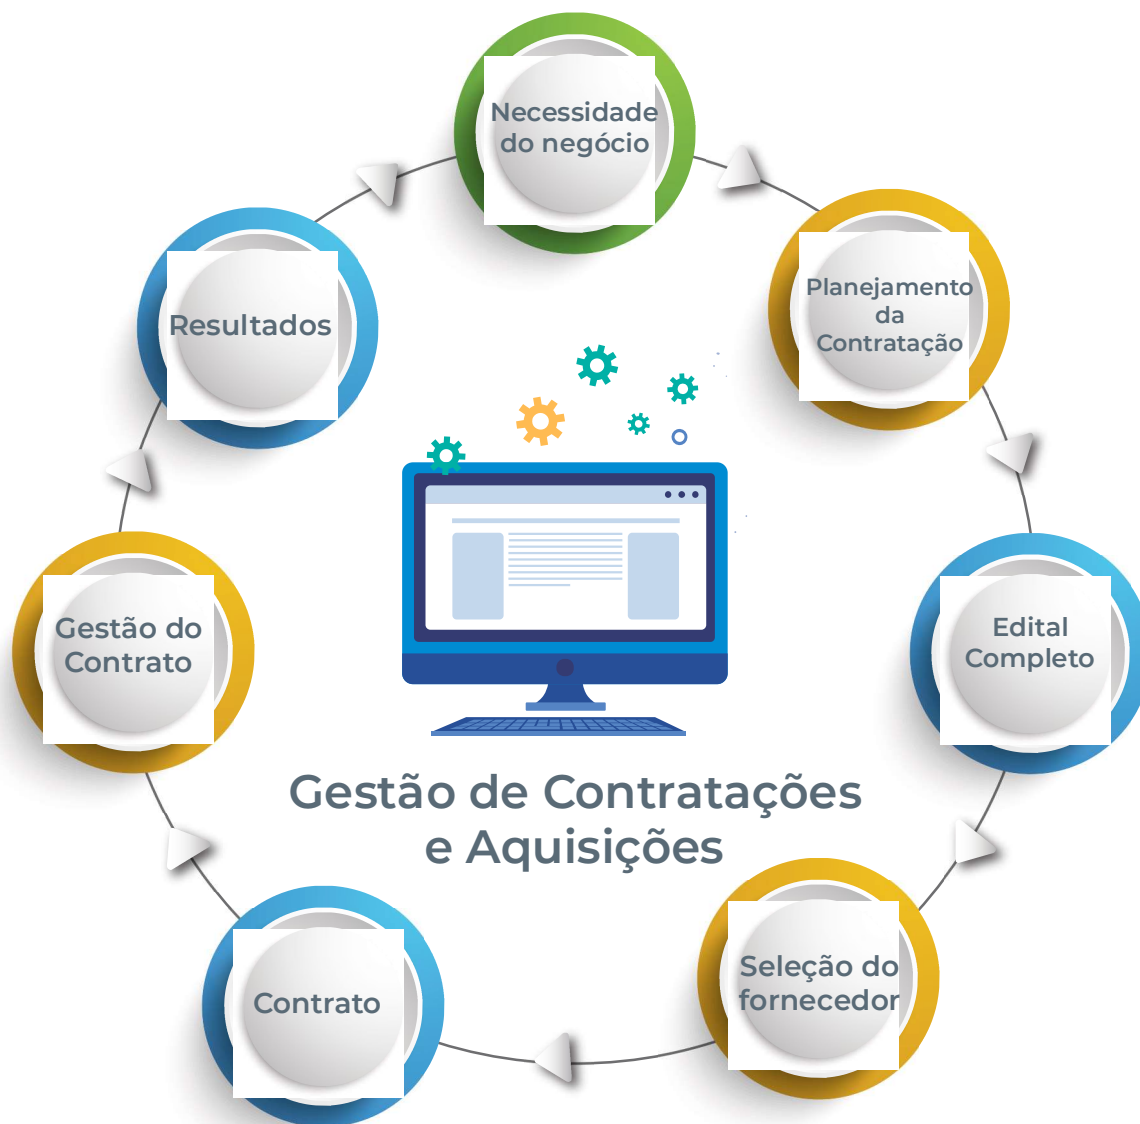 Necessidade
do negócio
Planejamento
da
Contratação
Edital
Completo
Seleção do
fornecedor
Contrato
Gestão do
Contrato
Resultados
Gestão de Contratações
e Aquisições